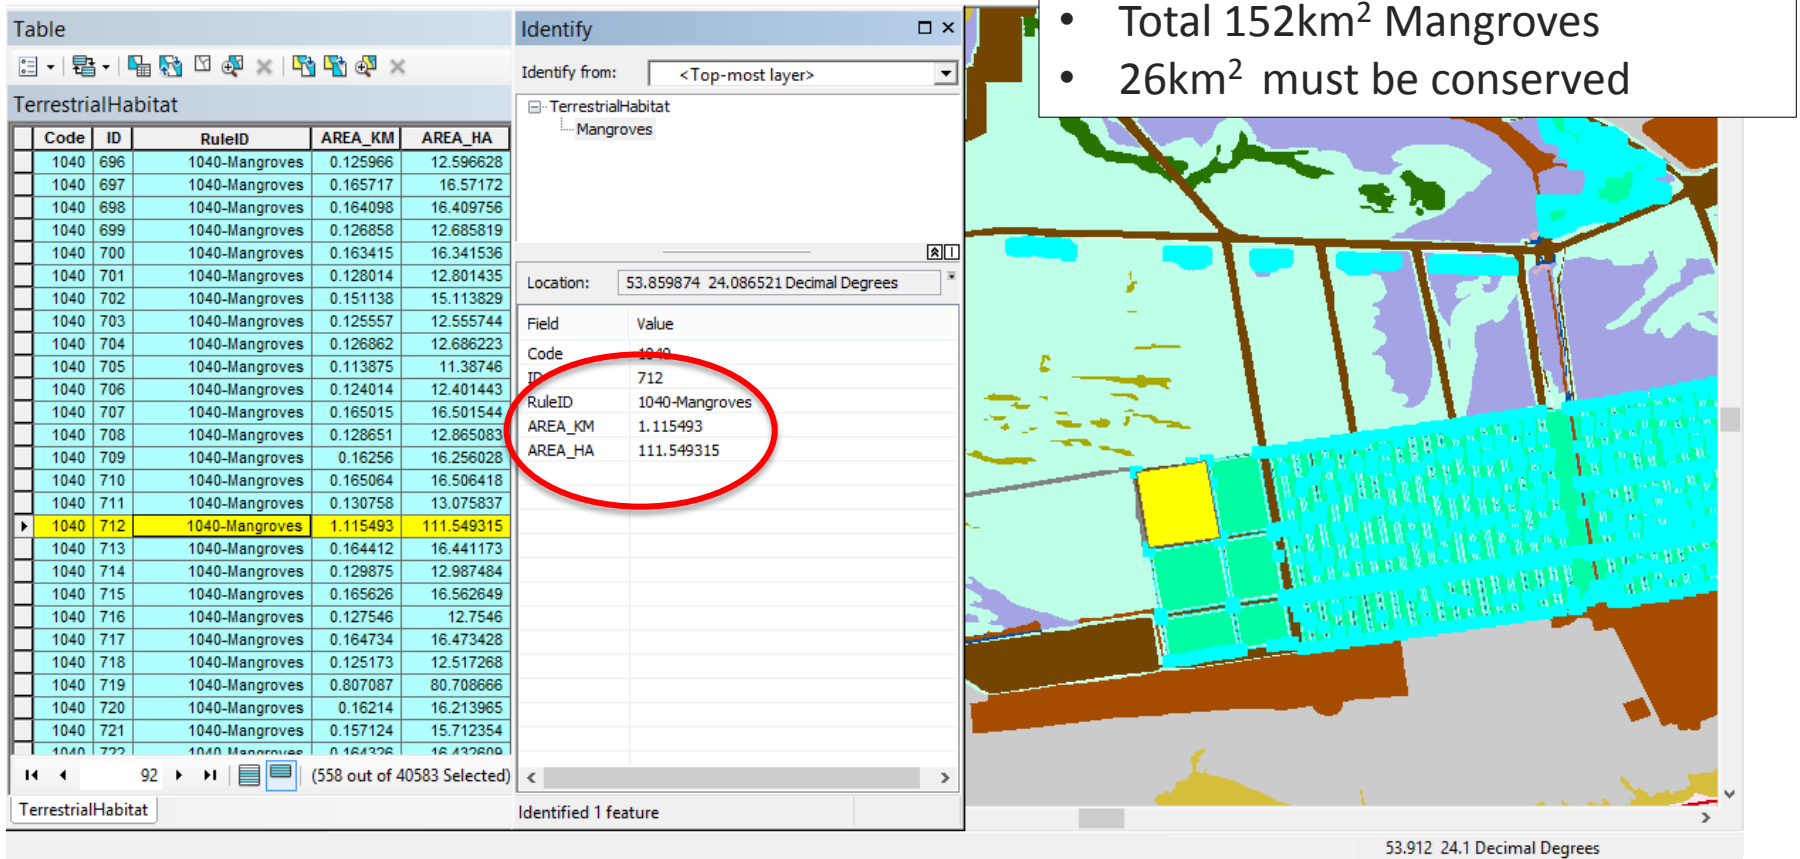 Total 152km² Mangroves
26km² must be conserved
Table
TerrestrialHabitat
Code ID RuleID AREA_KM AREA_HA
1040 696 1040-Mangroves 0.125966 12.596628
1040 697 1040-Mangroves 0.165717 16.57172
1040 698 1040-Mangroves 0.164098 16.409756
1040 699 1040-Mangroves 0.126858 12.685819
1040 700 1040-Mangroves 0.163415 16.341536
1040 701 1040-Mangroves 0.128014 12.801435
1040 702 1040-Mangroves 0.151138 15.113829
1040 703 1040-Mangroves 0.125557 12.555744
1040 704 1040-Mangroves 0.126862 12.686223
1040 705 1040-Mangroves 0.113875 11.38746
1040 706 1040-Mangroves 0.124014 12.401443
1040 707 1040-Mangroves 0.165015 16.501544
1040 708 1040-Mangroves 0.128651 12.865083
1040 709 1040-Mangroves 0.16256 16.256028
1040 710 1040-Mangroves 0.165064 16.506418
1040 711 1040-Mangroves 0.130758 13.075837
1040 712 1040-Mangroves 1.115493 111.549315
1040 713 1040-Mangroves 0.164412 16.441173
1040 714 1040-Mangroves 0.129875 12.987484
1040 715 1040-Mangroves 0.165626 16.562649
1040 716 1040-Mangroves 0.127546 12.7546
1040 717 1040-Mangroves 0.164734 16.473428
1040 718 1040-Mangroves 0.125173 12.517268
1040 719 1040-Mangroves 0.807087 80.708666
1040 720 1040-Mangroves 0.16214 16.213965
1040 721 1040-Mangroves 0.157124 15.712354
1040 722 1040-Mangroves 0.164326 16.432609
92 (558 out of 40583 Selected)
TerrestrialHabitat
Identify
Identify from: <Top-most layer>
TerrestrialHabitat
Mangroves
Location: 53.859874 24.086521 Decimal Degrees
Field Value
Code 1040
ID 712
RuleID 1040-Mangroves
AREA_KM 1.115493
AREA_HA 111.549315
Identified 1 feature
53.912 24.1 Decimal Degrees